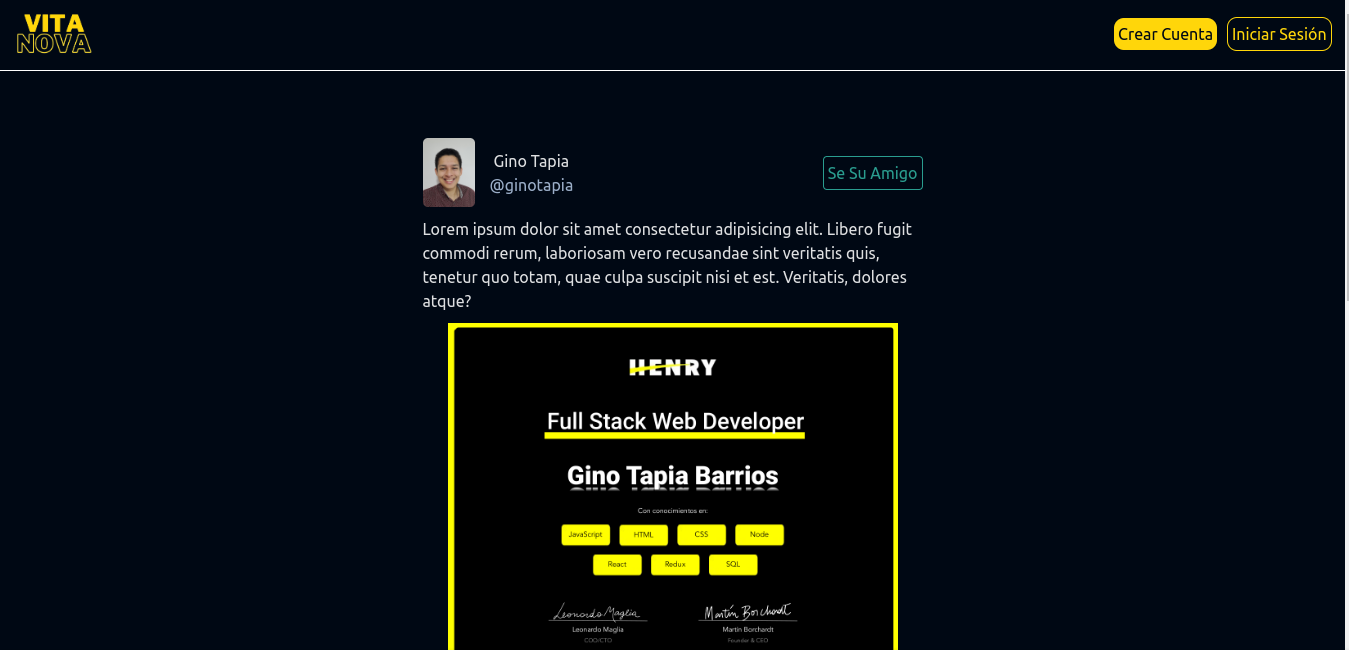 VITA
NOVA
Crear Cuenta
Iniciar Sesión
Gino Tapia
@ginotapia
Se Su Amigo
Lorem ipsum dolor sit amet consectetur adipisicing elit. Libero fugit
commodi rerum, laboriosam vero recusandae sint veritatis quis,
tenetur quo totam, quae culpa suscipit nisi et est. Veritatis, dolores
atque?
HENRY
Full Stack Web Developer
Gino Tapia Barrios
Con conocimientos en:
JavaScript HTML CSS Node
React Redux SQL
Leonardo Maglia Martín Borchardt
Leonardo Maglia Martin Borchardt
COO/CTO Founder & CEO